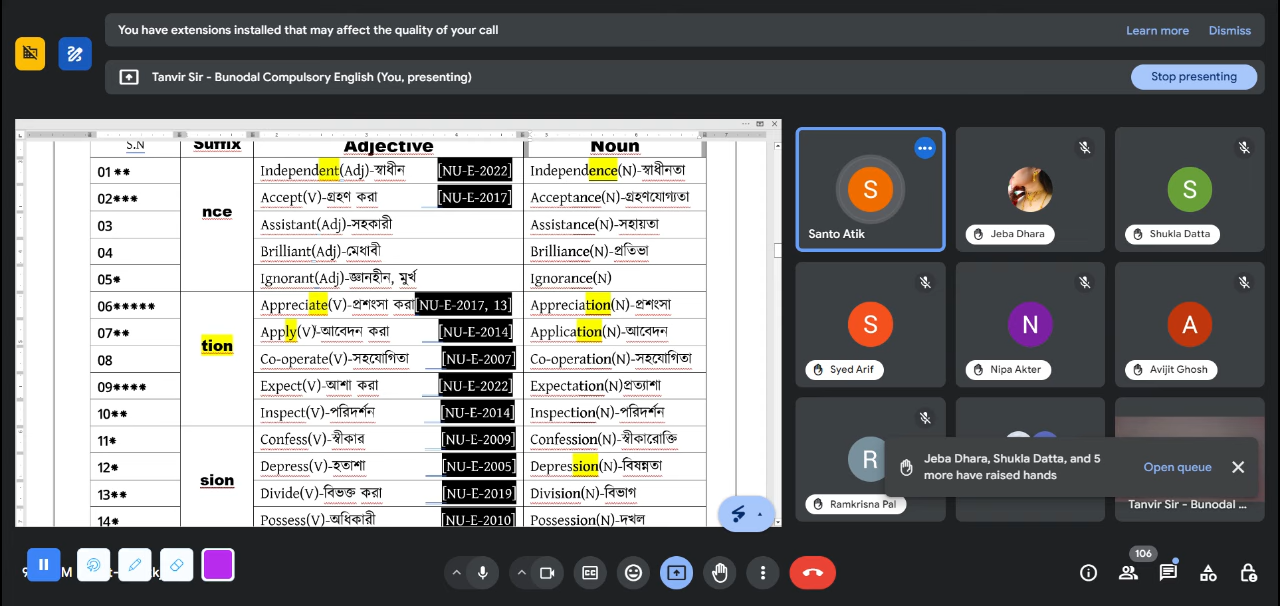 You have extensions installed that may affect the quality of your call
Learn more
Dismiss
Tanvir Sir - Bunodal Compulsory English (You, presenting)
Stop presenting
S.N Suffix Adjective Noun
01** Independent(Adj)-স্বাধীন [NU-E-2022] Independence(N)-স্বাধীনতা
02*** Accept(V)-গ্রহণ করা [NU-E-2017] Acceptance(N)-গ্রহণযোগ্যতা
nce
03 Assistant(Adj)-সহকারী Assistance(N)-সহায়তা
04 Brilliant(Adj)-মেধাবী Brilliance(N)-প্রতিভা
05* Ignorant(Adj)-জ্ঞানহীন, মুর্খ Ignorance(N)
06***** Appreciate(V)-প্রশংসা করা[NU-E-2017, 13] Appreciation(N)-প্রশংসা
07** Apply(V)-আবেদন করা [NU-E-2014] Application(N)-আবেদন
tion
08 Co-operate(V)-সহযোগিতা [NU-E-2007] Co-operation(N)-সহযোগিতা
09**** Expect(V)-আশা করা [NU-E-2022] Expectation(N)প্রত্যাশা
10** Inspect(V)-পরিদর্শন [NU-E-2014] Inspection(N)-পরিদর্শন
11* Confess(V)-স্বীকার [NU-E-2009] Confession(N)-স্বীকারোক্তি
12* Depress(V)-হতাশা [NU-E-2005] Depression(N)-বিষন্নতা
sion
13** Divide(V)-বিভক্ত করা [NU-E-2019] Division(N)-বিভাগ
14* Possess(V)-অধিকারী [NU-E-2010] Possession(N)-দখল
S
Santo Atik
Jeba Dhara
S
Shukla Datta
S
Syed Arif
N
Nipa Akter
A
Avijit Ghosh
R
Ramkrisna Pal
Jeba Dhara, Shukla Datta, and 5
more have raised hands
Open queue
Tanvir Sir - Bunodal ...
106